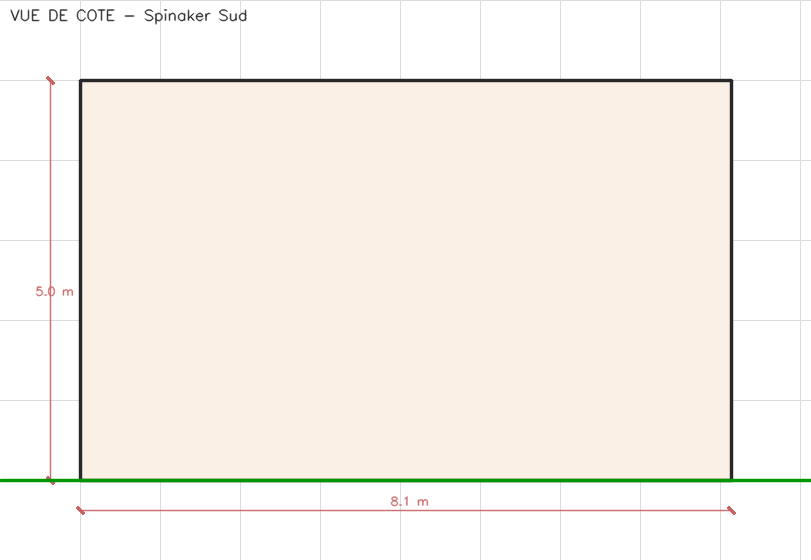 VUE DE COTE – Spinaker Sud
5.0 m
8.1 m